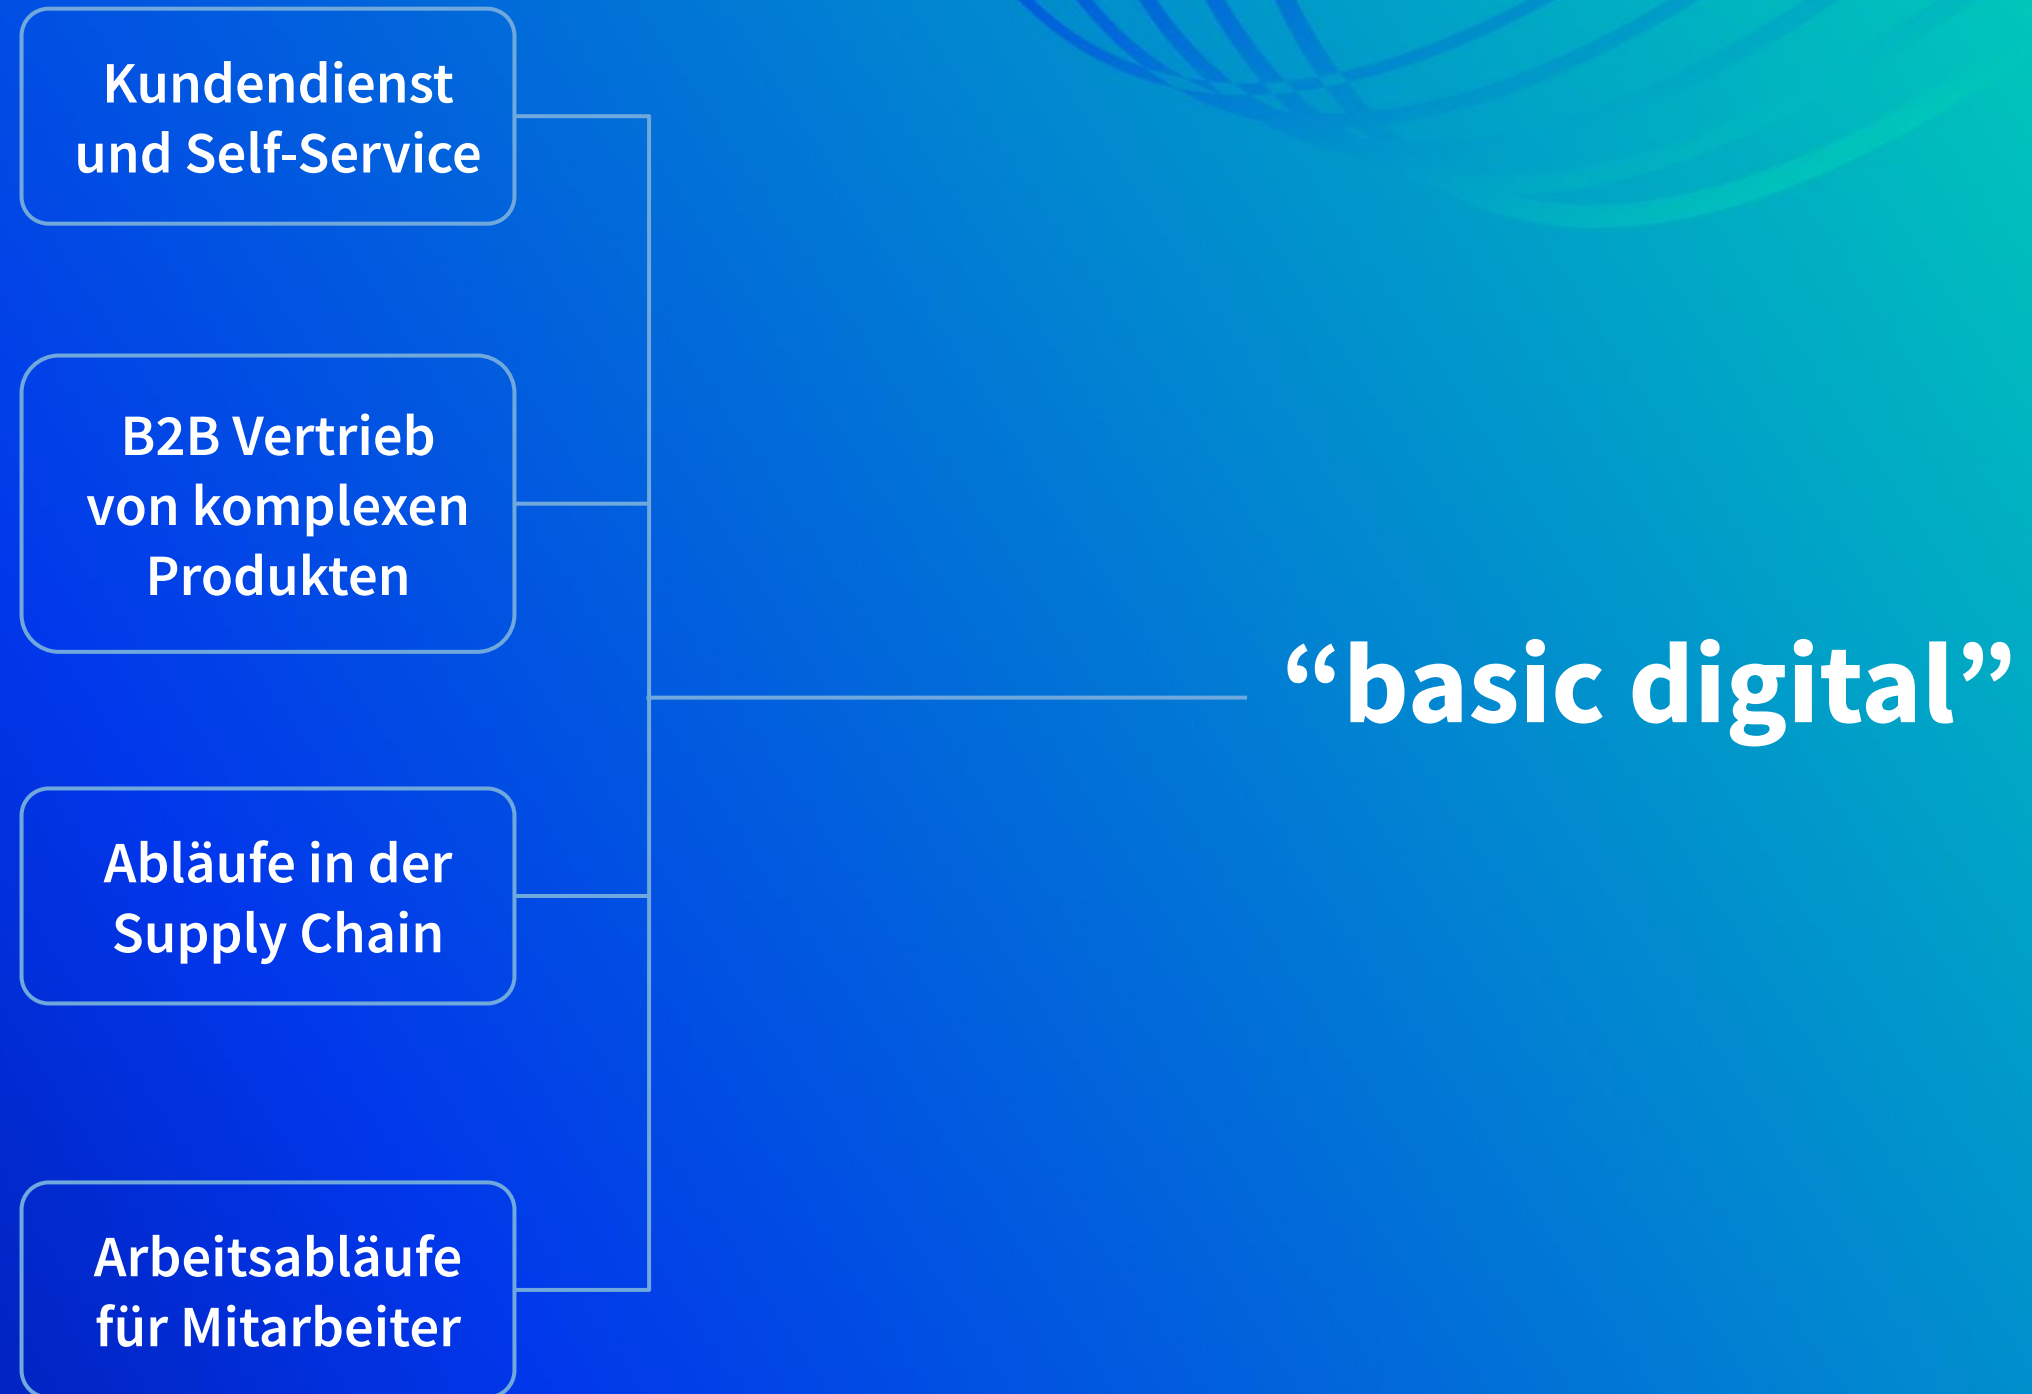 Kundendienst
und Self-Service
B2B Vertrieb
von komplexen
Produkten
“basic digital”
Abläufe in der
Supply Chain
Arbeitsabläufe
für Mitarbeiter